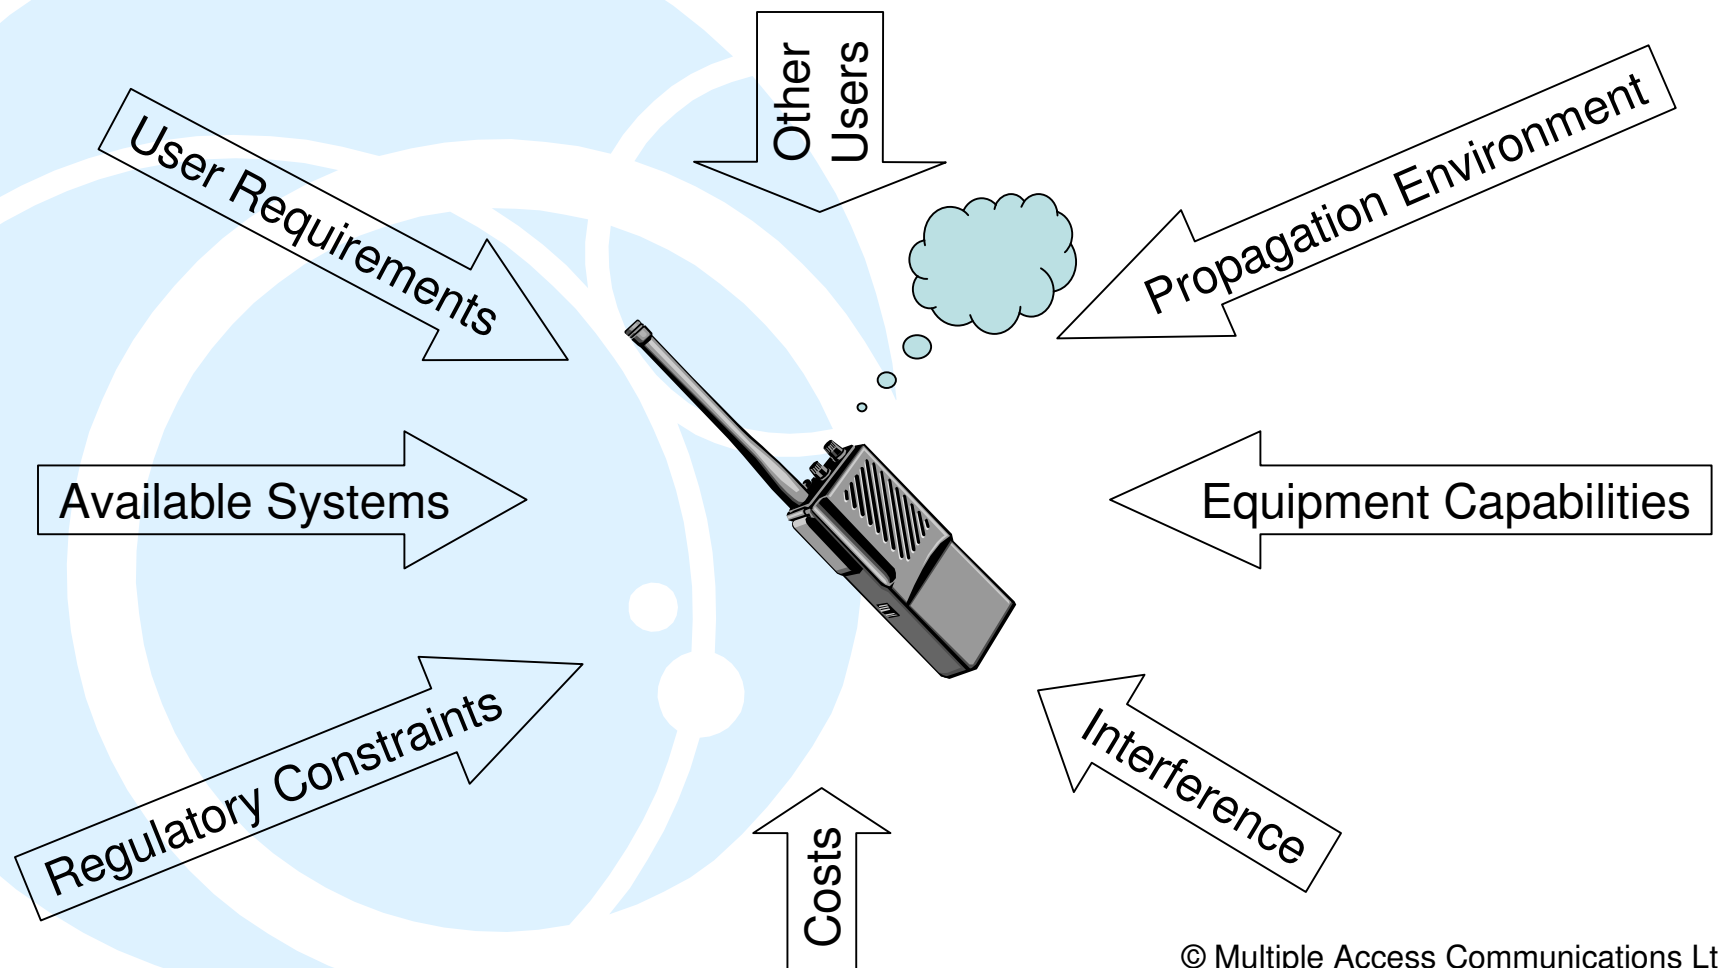 Other
Users
User Requirements
Propagation Environment
Available Systems
Equipment Capabilities
Regulatory Constraints
Interference
Costs
© Multiple Access Communications Lt